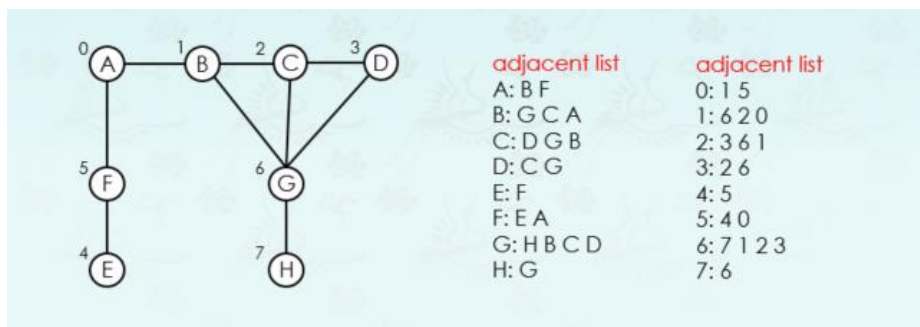 0 1 2 3
A B C D
5 6
F G
4 7
E H
adjacent list
A: B F
B: G C A
C: D G B
D: C G
E: F
F: E A
G: H B C D
H: G
adjacent list
0: 1 5
1: 6 2 0
2: 3 6 1
3: 2 6
4: 5
5: 4 0
6: 7 1 2 3
7: 6